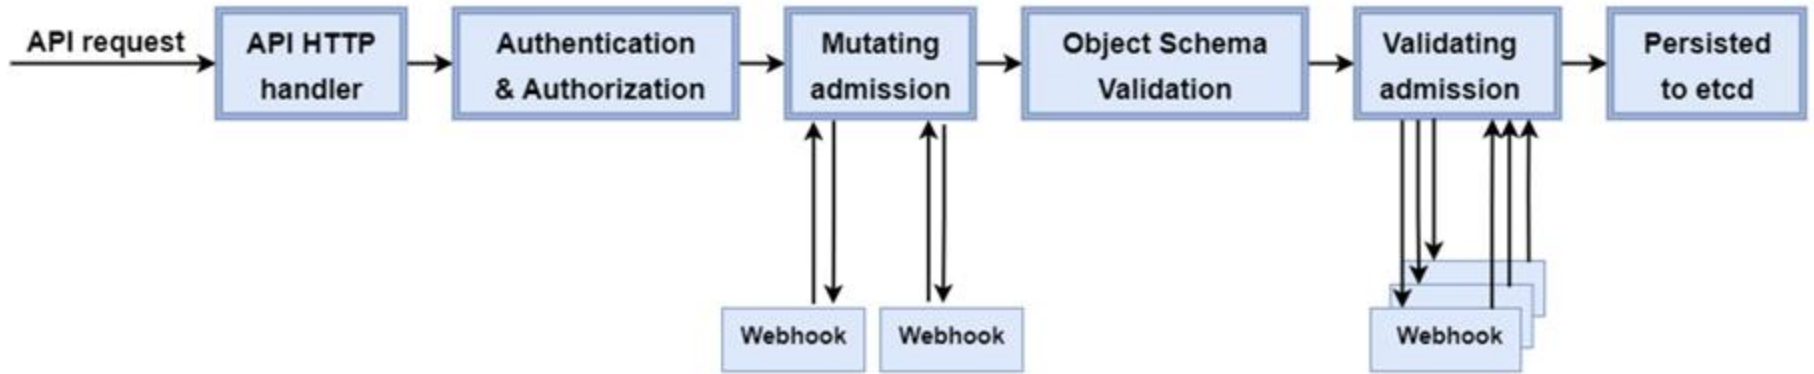 API request
API HTTP
handler
Authentication
& Authorization
Mutating
admission
Object Schema
Validation
Validating
admission
Persisted
to etcd
Webhook
Webhook
Webhook